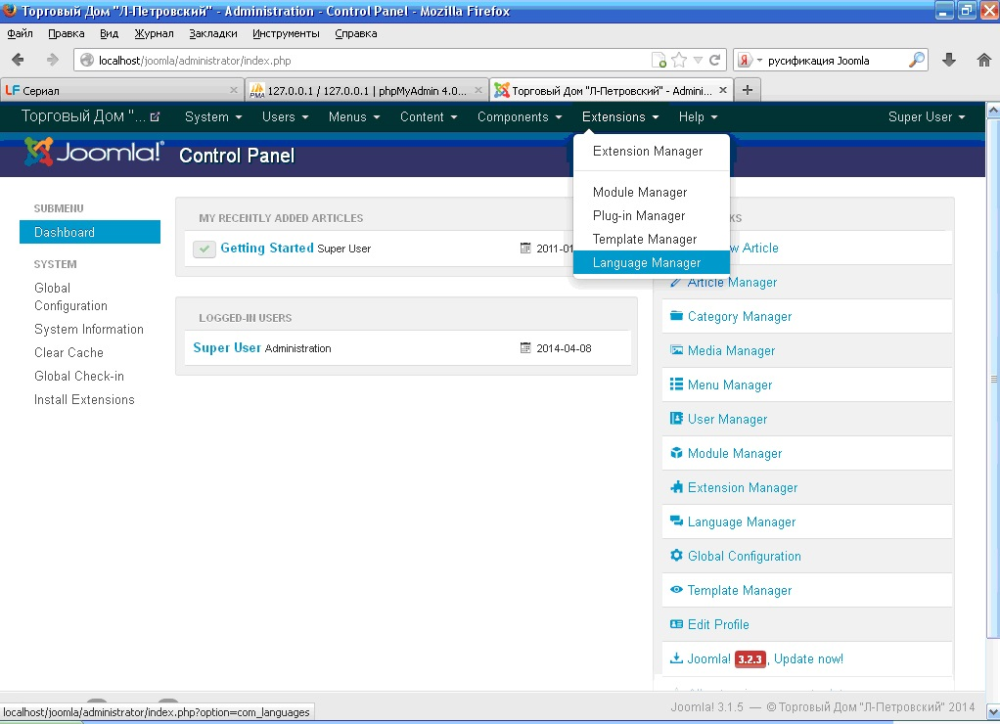 Торговый Дом "Л-Петровский" - Administration - Control Panel - Mozilla Firefox
Файл Правка Вид Журнал Закладки Инструменты Справка
localhost/joomla/administrator/index.php русификация Joomla
LF Сериал 127.0.0.1 / 127.0.0.1 | phpMyAdmin 4.0... Торговый Дом "Л-Петровский" - Admini...
Торговый Дом "... System Users Menus Content Components Extensions Help Super User
Joomla! Control Panel
Extension Manager
Module Manager
Plug-in Manager
Template Manager
Language Manager
SUBMENU
Dashboard
SYSTEM
Global
Configuration
System Information
Clear Cache
Global Check-in
Install Extensions
MY RECENTLY ADDED ARTICLES
Getting Started Super User 2011-01
LOGGED-IN USERS
Super User Administration 2014-04-08
Article
Article Manager
Category Manager
Media Manager
Menu Manager
User Manager
Module Manager
Extension Manager
Language Manager
Global Configuration
Template Manager
Edit Profile
Joomla! 3.2.3, Update now!
Joomla! 3.1.5 — © Торговый Дом "Л-Петровский" 2014
localhost/joomla/administrator/index.php?option=com_languages